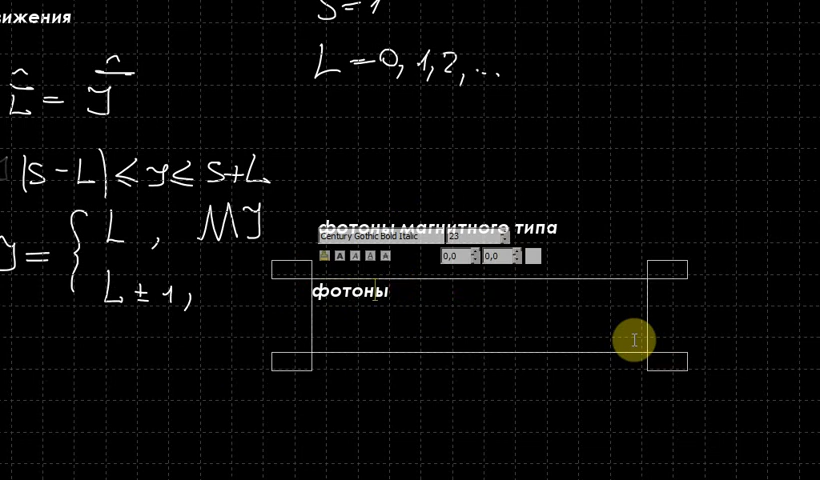 вижения
S = 1
L = 0, 1, 2, ...
L = J
|S - L| ≤ J ≤ S+L
фотоны магнитного типа
Century Gothic Bold Italic 23
J = { L , MJ
0,0 0,0
L ± 1 ,
фотоны